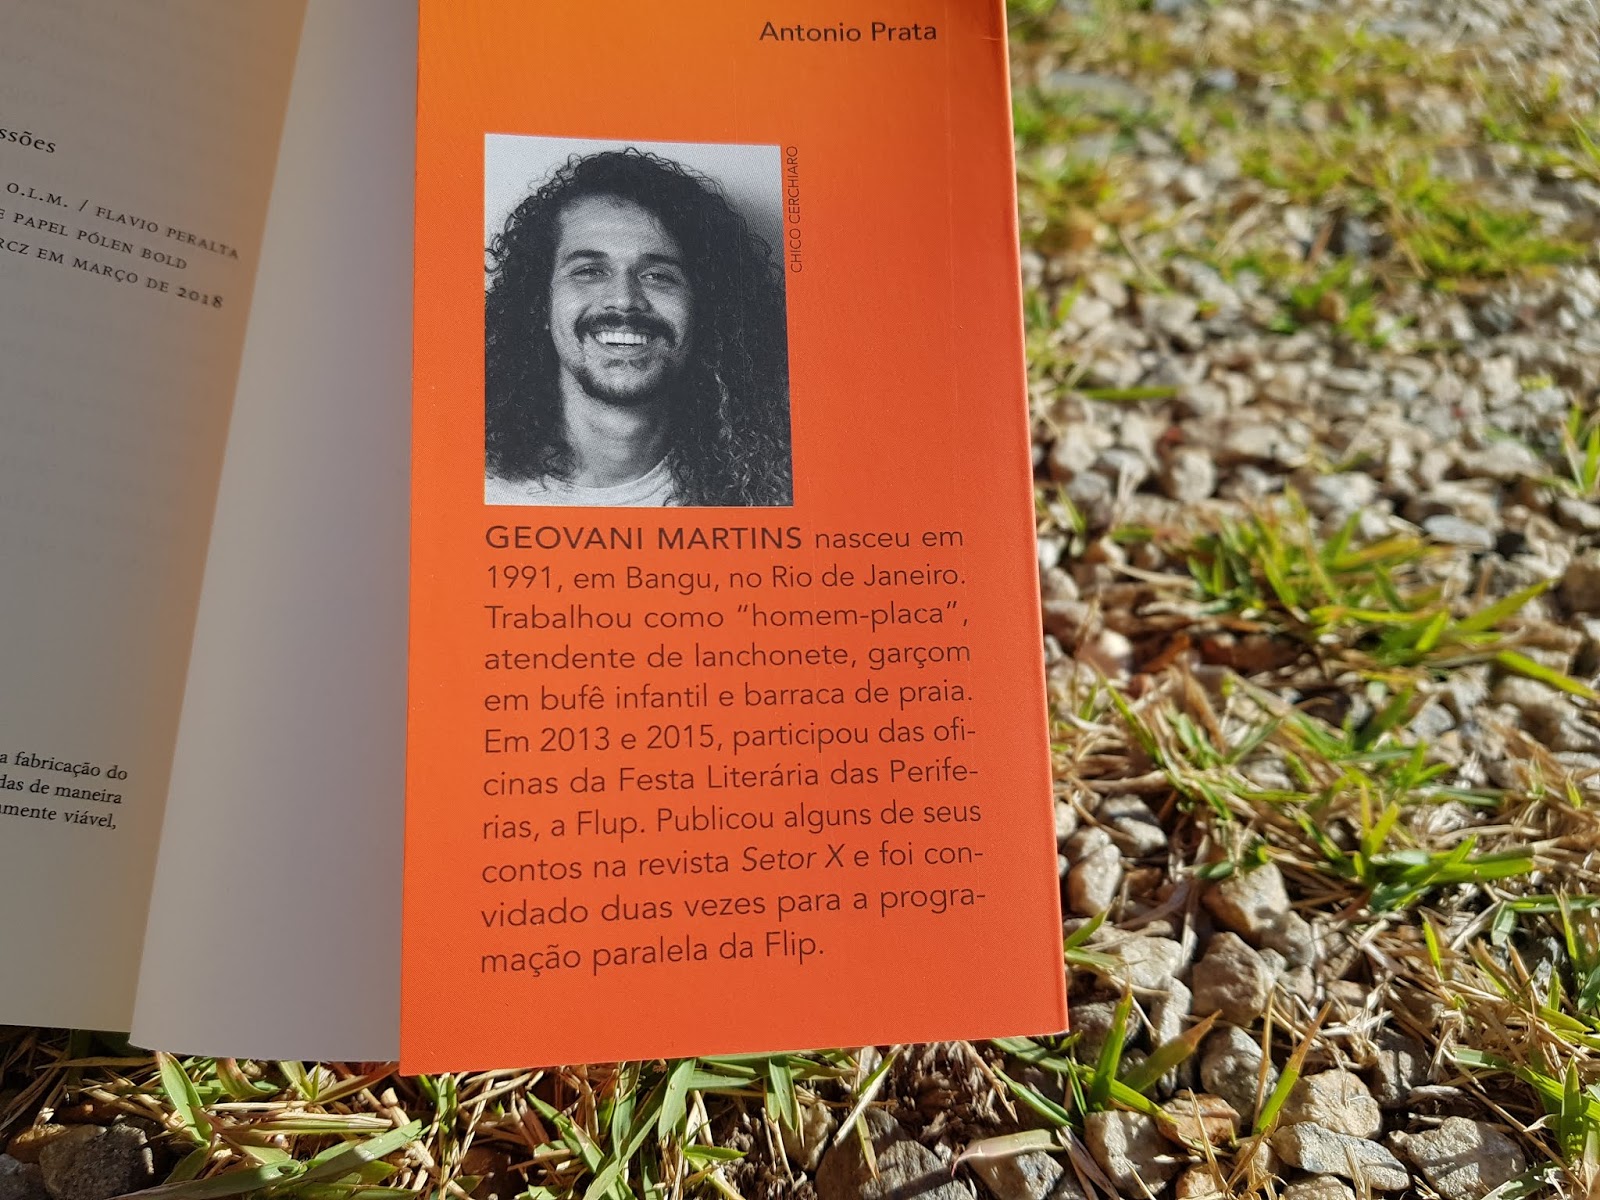 ssões
O.L.M. / FLAVIO PERALTA
E PAPEL PÓLEN BOLD
RCZ EM MARÇO DE 2018
a fabricação do
das de maneira
amente viável,
Antonio Prata
CHICO CERCHIARO
GEOVANI MARTINS nasceu em
1991, em Bangu, no Rio de Janeiro.
Trabalhou como “homem-placa”,
atendente de lanchonete, garçom
em bufê infantil e barraca de praia.
Em 2013 e 2015, participou das ofi-
cinas da Festa Literária das Perife-
rias, a Flup. Publicou alguns de seus
contos na revista Setor X e foi con-
vidado duas vezes para a progra-
mação paralela da Flip.